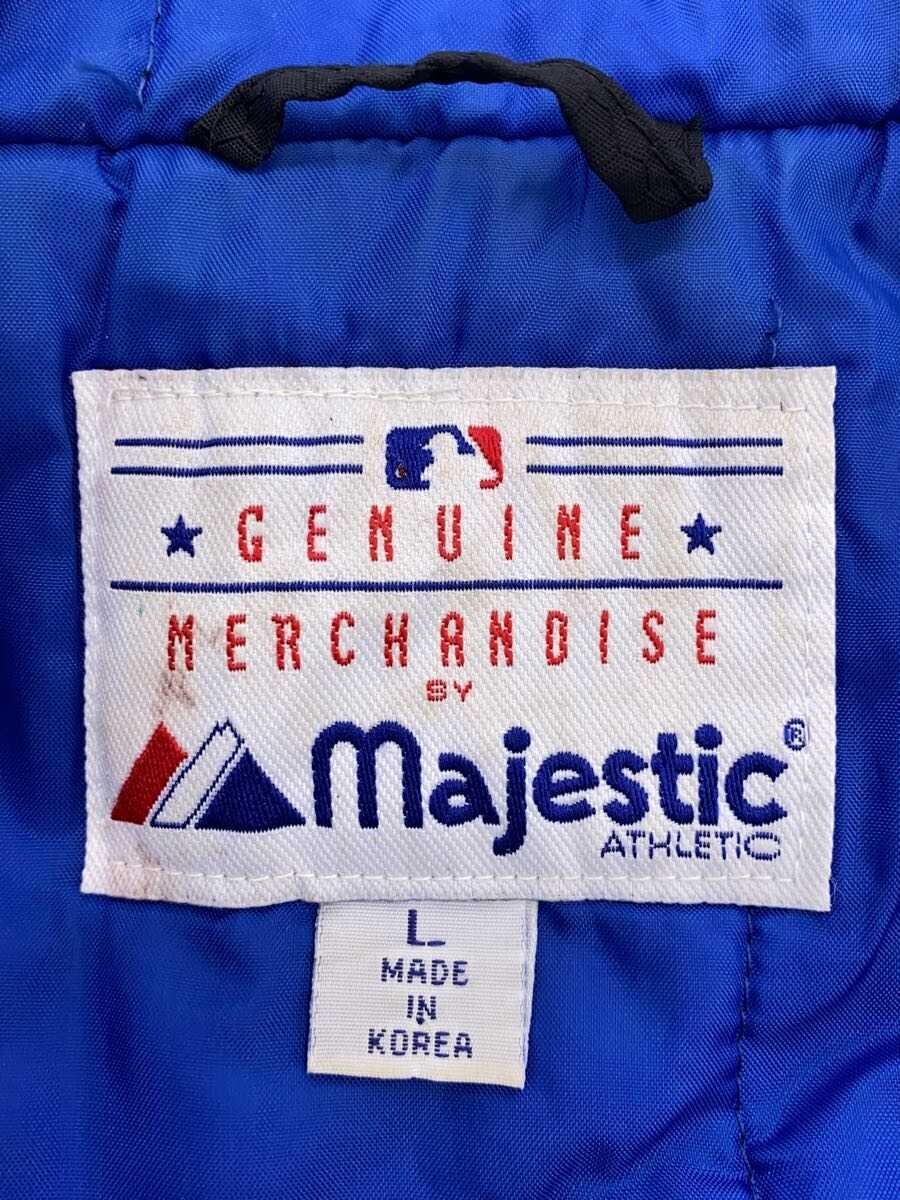 GENUINE
MERCHANDISE
BY
Majestic®
ATHLETIC
L
MADE
IN
KOREA